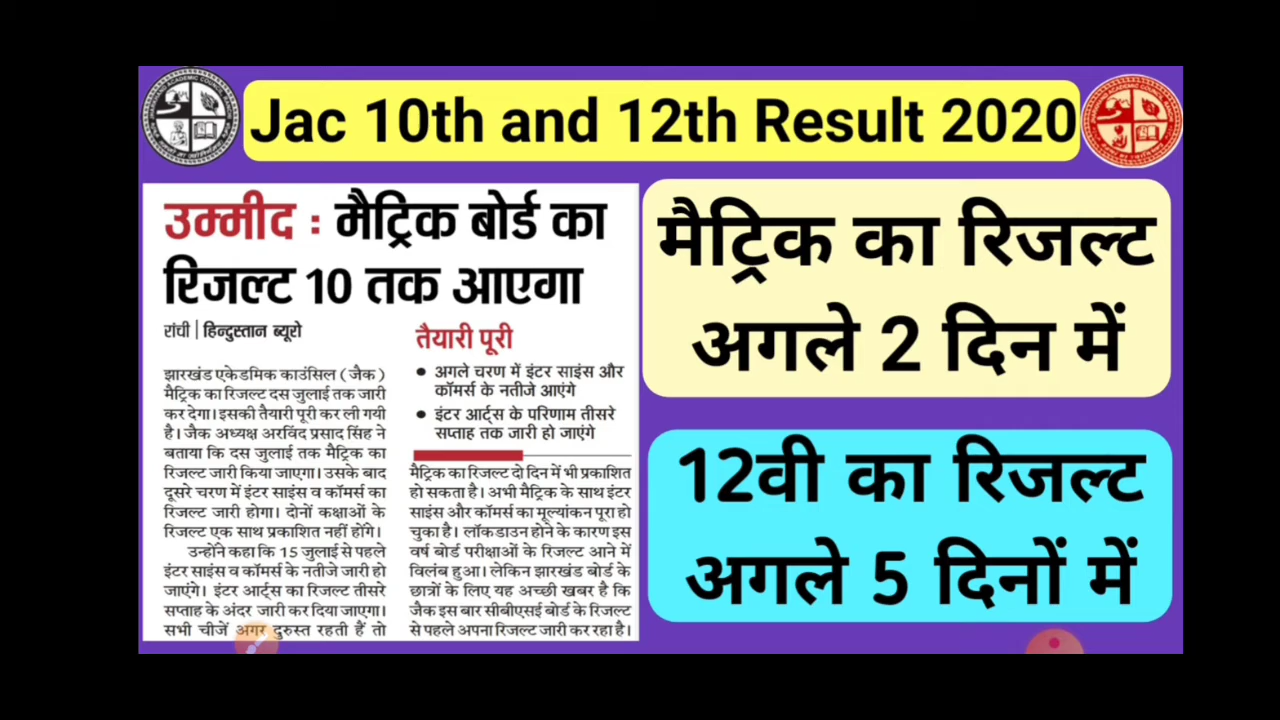 Jac 10th and 12th Result 2020
उम्मीद : मैट्रिक बोर्ड का
रिजल्ट 10 तक आएगा
रांची | हिन्दुस्तान ब्यूरो
झारखंड एकेडमिक काउंसिल (जैक)
मैट्रिक का रिजल्ट दस जुलाई तक जारी
कर देगा। इसकी तैयारी पूरी कर ली गयी
है। जैक अध्यक्ष अरविंद प्रसाद सिंह ने
बताया कि दस जुलाई तक मैट्रिक का
रिजल्ट जारी किया जाएगा। उसके बाद
दूसरे चरण में इंटर साइंस व कॉमर्स का
रिजल्ट जारी होगा। दोनों कक्षाओं के
रिजल्ट एक साथ प्रकाशित नहीं होंगे।
उन्होंने कहा कि 15 जुलाई से पहले
इंटर साइंस व कॉमर्स के नतीजे जारी हो
जाएंगे। इंटर आर्ट्स का रिजल्ट तीसरे
सप्ताह के अंदर जारी कर दिया जाएगा।
सभी चीजें अगर दुरुस्त रहती हैं तो
तैयारी पूरी
• अगले चरण में इंटर साइंस और
कॉमर्स के नतीजे आएंगे
• इंटर आर्ट्स के परिणाम तीसरे
सप्ताह तक जारी हो जाएंगे
मैट्रिक का रिजल्ट दो दिन में भी प्रकाशित
हो सकता है। अभी मैट्रिक के साथ इंटर
साइंस और कॉमर्स का मूल्यांकन पूरा हो
चुका है। लॉकडाउन होने के कारण इस
वर्ष बोर्ड परीक्षाओं के रिजल्ट आने में
विलंब हुआ। लेकिन झारखंड बोर्ड के
छात्रों के लिए यह अच्छी खबर है कि
जैक इस बार सीबीएसई बोर्ड के रिजल्ट
से पहले अपना रिजल्ट जारी कर रहा है।
मैट्रिक का रिजल्ट
अगले 2 दिन में
12वी का रिजल्ट
अगले 5 दिनों में